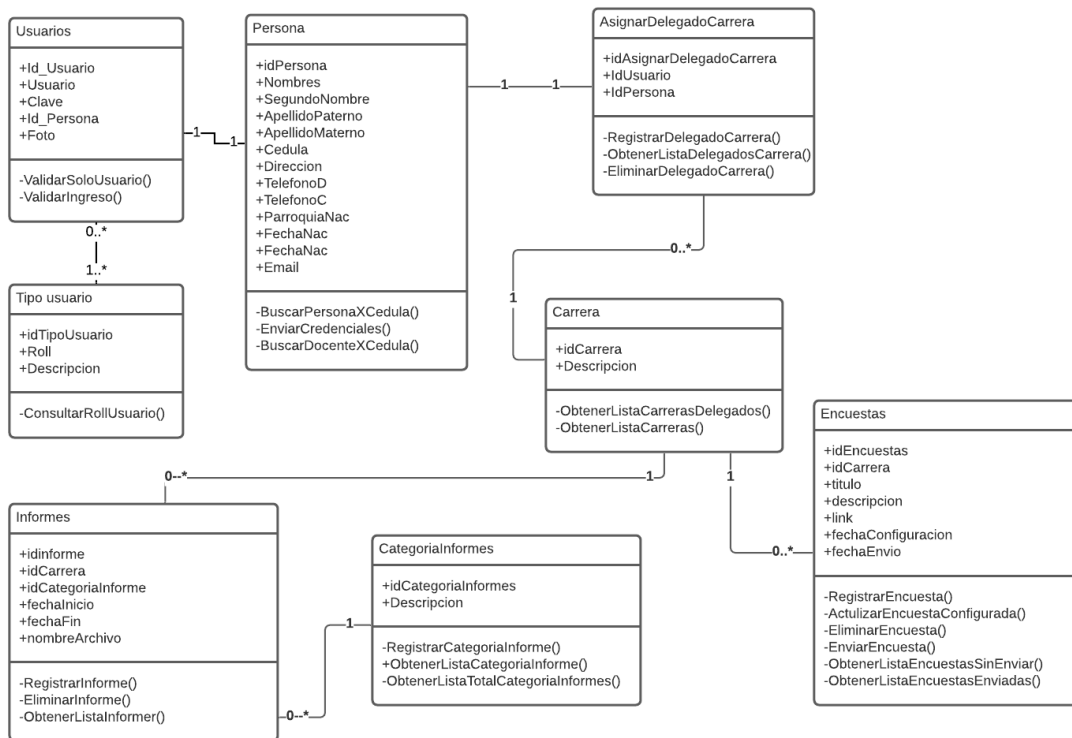 Usuarios
+Id_Usuario
+Usuario
+Clave
+Id_Persona
+Foto
-ValidarSoloUsuario()
-ValidarIngreso()
1
1
Persona
+idPersona
+Nombres
+SegundoNombre
+ApellidoPaterno
+ApellidoMaterno
+Cedula
+Direccion
+TelefonoD
+TelefonoC
+ParroquiaNac
+FechaNac
+FechaNac
+Email
-BuscarPersonaXCedula()
-EnviarCredenciales()
-BuscarDocenteXCedula()
1
1
AsignarDelegadoCarrera
+idAsignarDelegadoCarrera
+IdUsuario
+IdPersona
-RegistrarDelegadoCarrera()
-ObtenerListaDelegadosCarrera()
-EliminarDelegadoCarrera()
0..*
1..*
Tipo usuario
+idTipoUsuario
+Roll
+Descripcion
-ConsultarRollUsuario()
0..*
1
Carrera
+idCarrera
+Descripcion
-ObtenerListaCarrerasDelegados()
-ObtenerListaCarreras()
0--*
1
1
0..*
Encuestas
+idEncuestas
+idCarrera
+titulo
+descripcion
+link
+fechaConfiguracion
+fechaEnvio
-RegistrarEncuesta()
-ActulizarEncuestaConfigurada()
-EliminarEncuesta()
-EnviarEncuesta()
-ObtenerListaEncuestasSinEnviar()
-ObtenerListaEncuestasEnviadas()
Informes
+idinforme
+idCarrera
+idCategoriaInforme
+fechaInicio
+fechaFin
+nombreArchivo
-RegistrarInforme()
-EliminarInforme()
-ObtenerListaInformer()
1
0--*
CategoriaInformes
+idCategoriaInformes
+Descripcion
-RegistrarCategoriaInforme()
+ObtenerListaCategoriaInforme()
-ObtenerListaTotalCategoriaInformes()